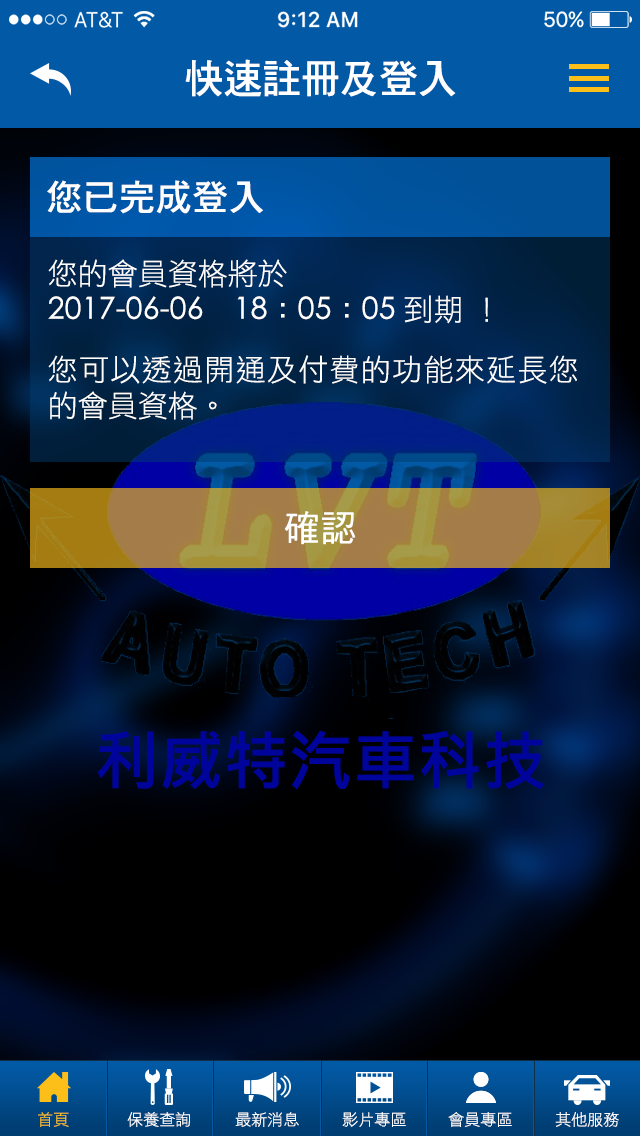 AT&T 9:12 AM 50%
快速註冊及登入
您已完成登入
您的會員資格將於
2017-06-06 18：05：05 到期 ！
您可以透過開通及付費的功能來延長您
的會員資格。
LVT
確認
AUTO TECH
利威特汽車科技
首頁 保養查詢 最新消息 影片專區 會員專區 其他服務